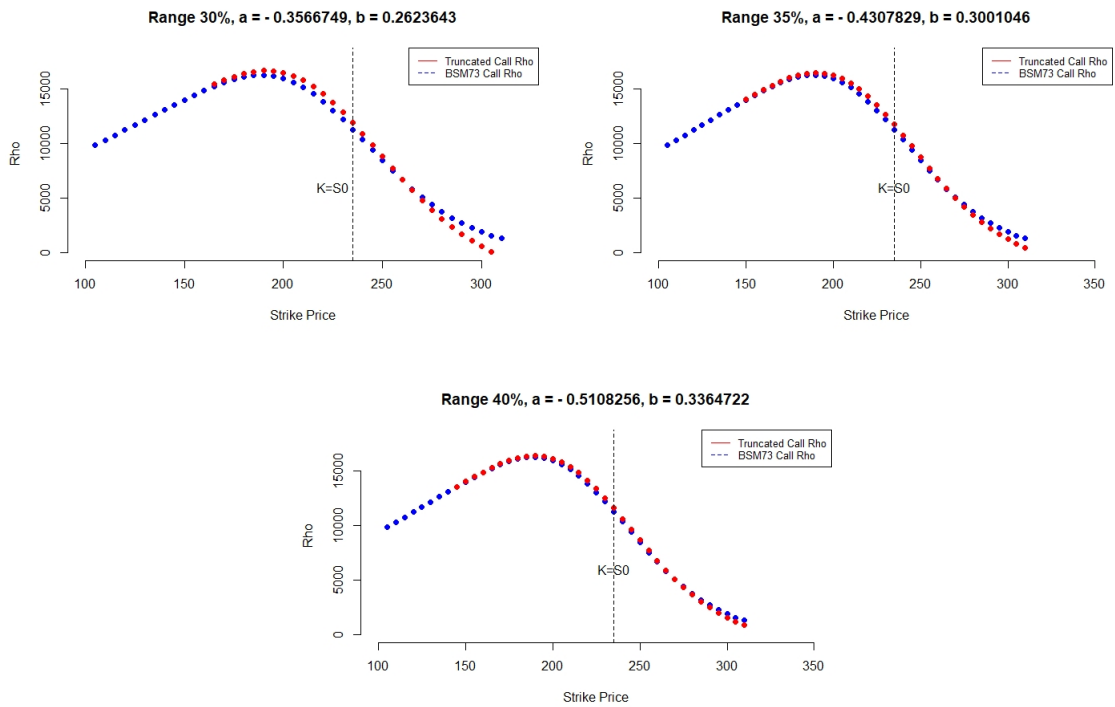 Range 30%, a = - 0.3566749, b = 0.2623643
Truncated Call Rho
BSM73 Call Rho
Rho
0
5000
10000
15000
K=S0
100 150 200 250 300
Strike Price
Range 35%, a = - 0.4307829, b = 0.3001046
Truncated Call Rho
BSM73 Call Rho
Rho
0
5000
10000
15000
K=S0
100 150 200 250 300 350
Strike Price
Range 40%, a = - 0.5108256, b = 0.3364722
Truncated Call Rho
BSM73 Call Rho
Rho
0
5000
10000
15000
K=S0
100 150 200 250 300 350
Strike Price